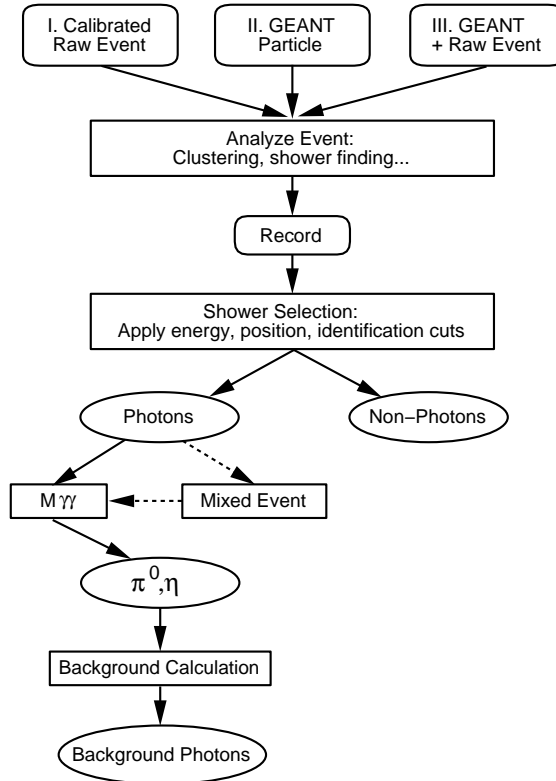 I. Calibrated
Raw Event
II. GEANT
Particle
III. GEANT
+ Raw Event
Analyze Event:
Clustering, shower finding...
Record
Shower Selection:
Apply energy, position, identification cuts
Photons
Non−Photons
M γγ
Mixed Event
π⁰,η
Background Calculation
Background Photons